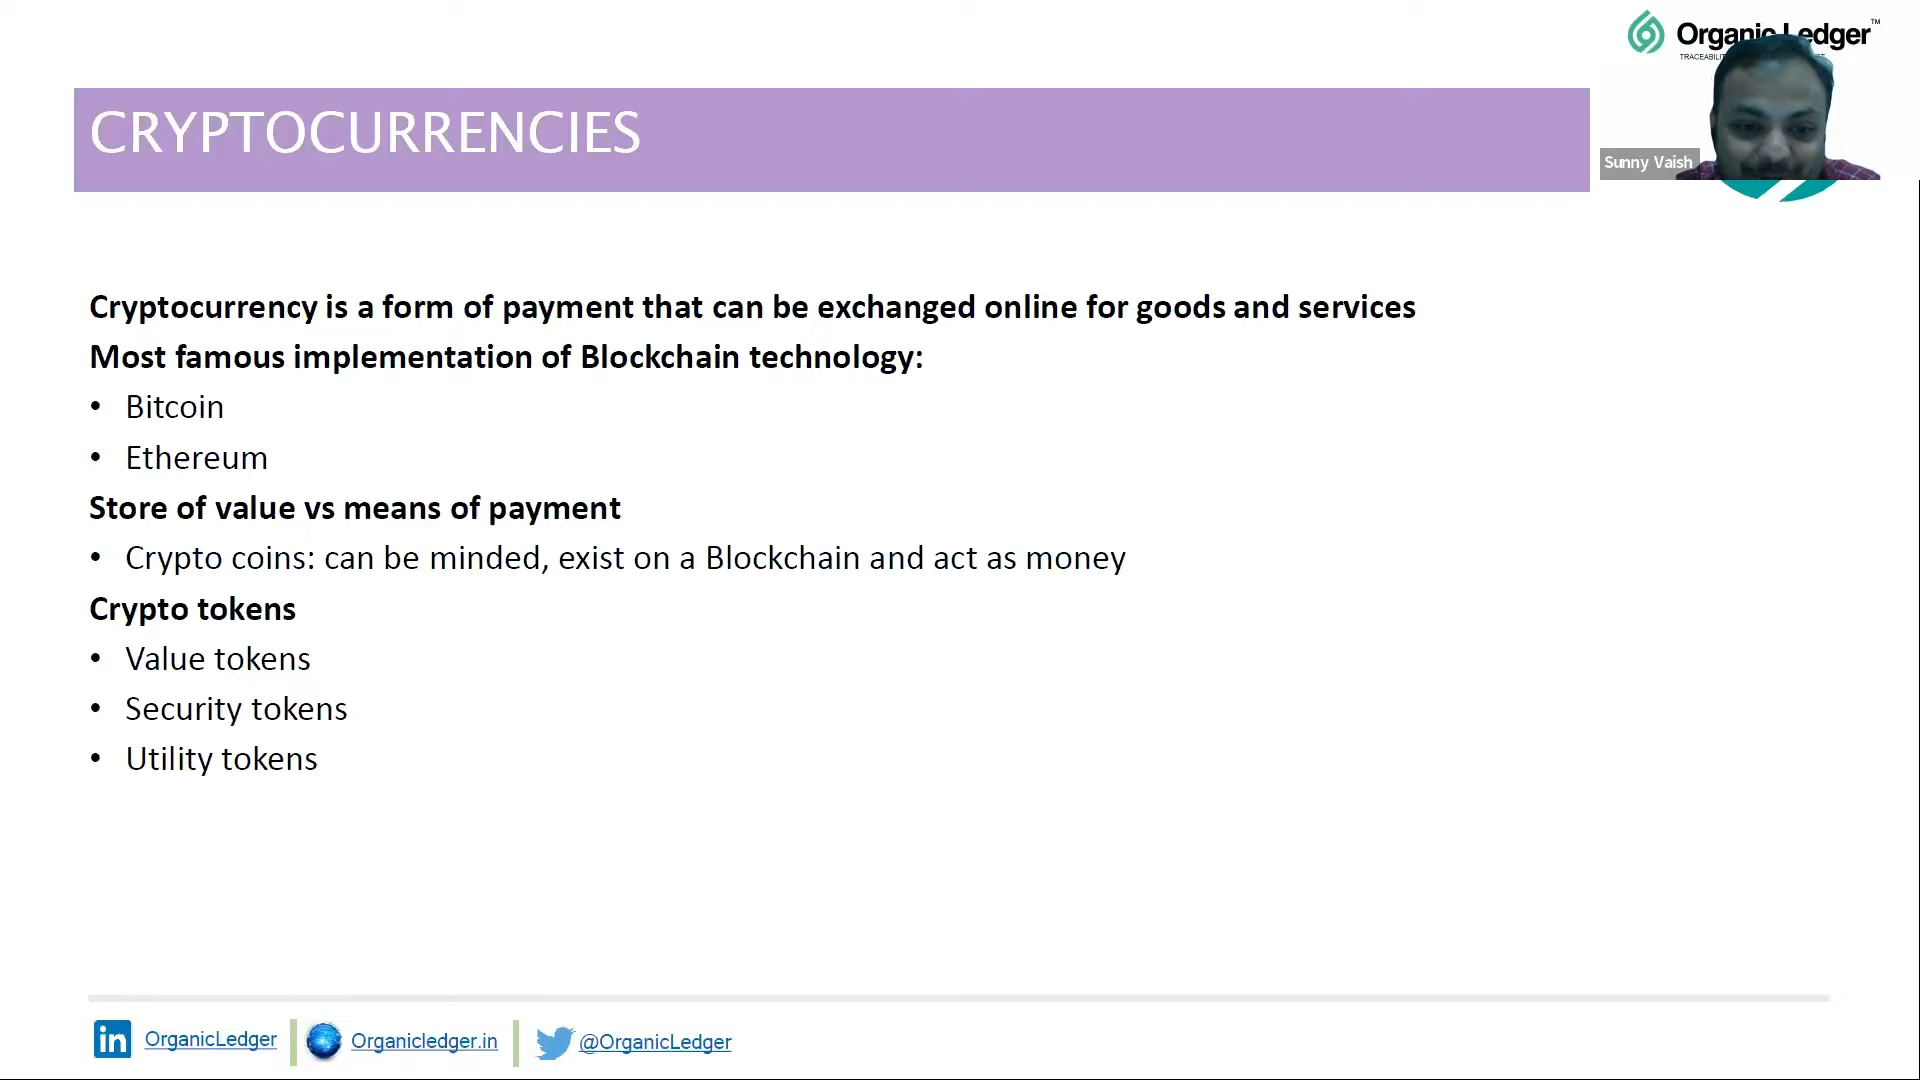 Organic Ledger™
CRYPTOCURRENCIES
Sunny Vaish
Cryptocurrency is a form of payment that can be exchanged online for goods and services
Most famous implementation of Blockchain technology:
• Bitcoin
• Ethereum
Store of value vs means of payment
• Crypto coins: can be minded, exist on a Blockchain and act as money
Crypto tokens
• Value tokens
• Security tokens
• Utility tokens
in OrganicLedger
Organicledger.in
@OrganicLedger